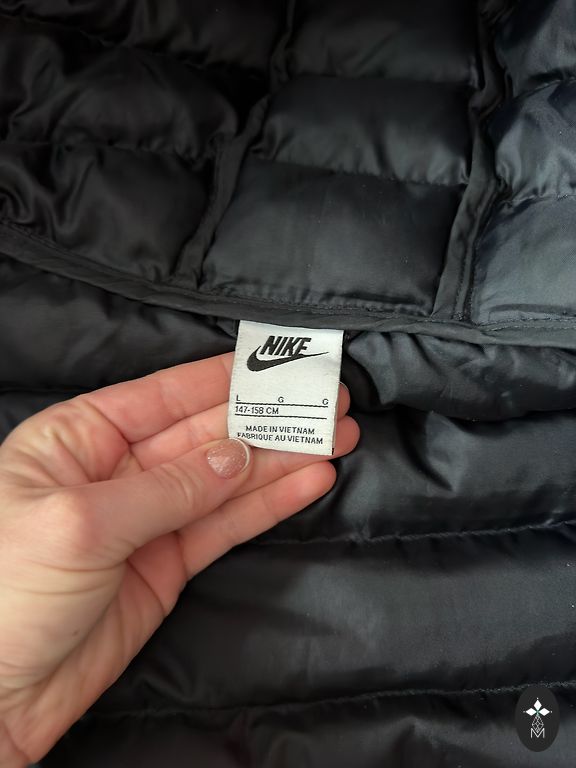 NIKE
L G G
147-158 CM
MADE IN VIETNAM
FABRIQUE AU VIETNAM
M